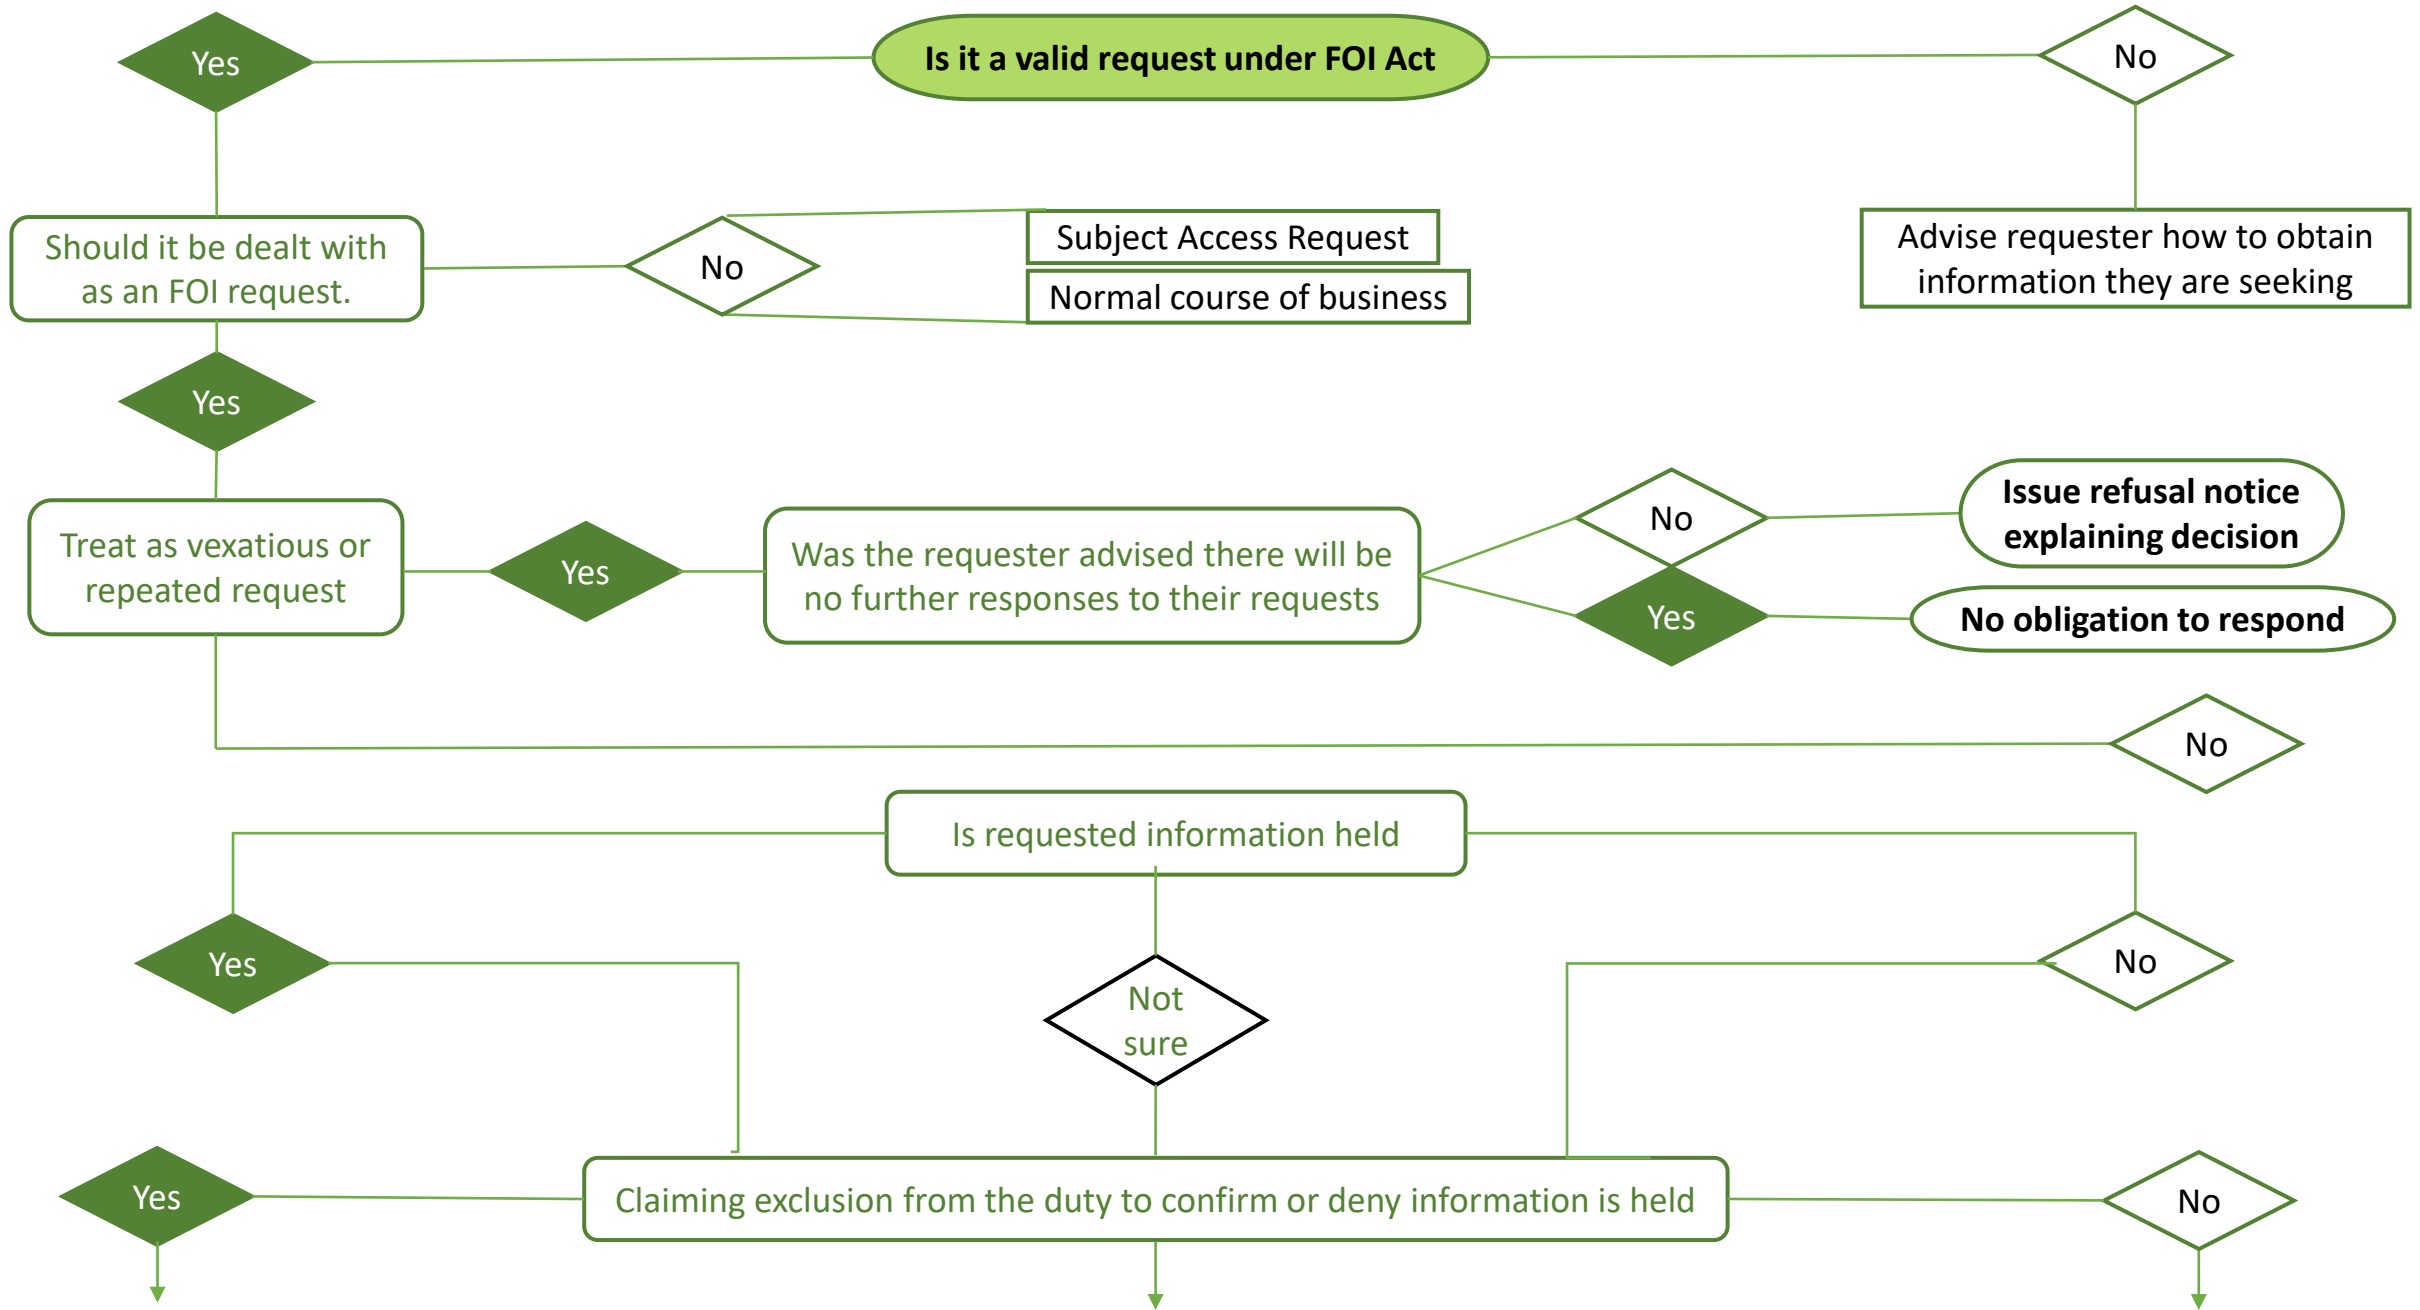 Yes
Is it a valid request under FOI Act
No
Should it be dealt with
as an FOI request.
No
Subject Access Request
Normal course of business
Advise requester how to obtain
information they are seeking
Yes
Treat as vexatious or
repeated request
Yes
Was the requester advised there will be
no further responses to their requests
No
Issue refusal notice
explaining decision
Yes
No obligation to respond
No
Is requested information held
Yes
Not
sure
No
Yes
Claiming exclusion from the duty to confirm or deny information is held
No